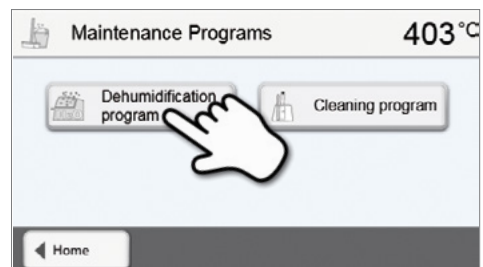 Maintenance Programs 403°C
Dehumidification
program
Cleaning program
Home